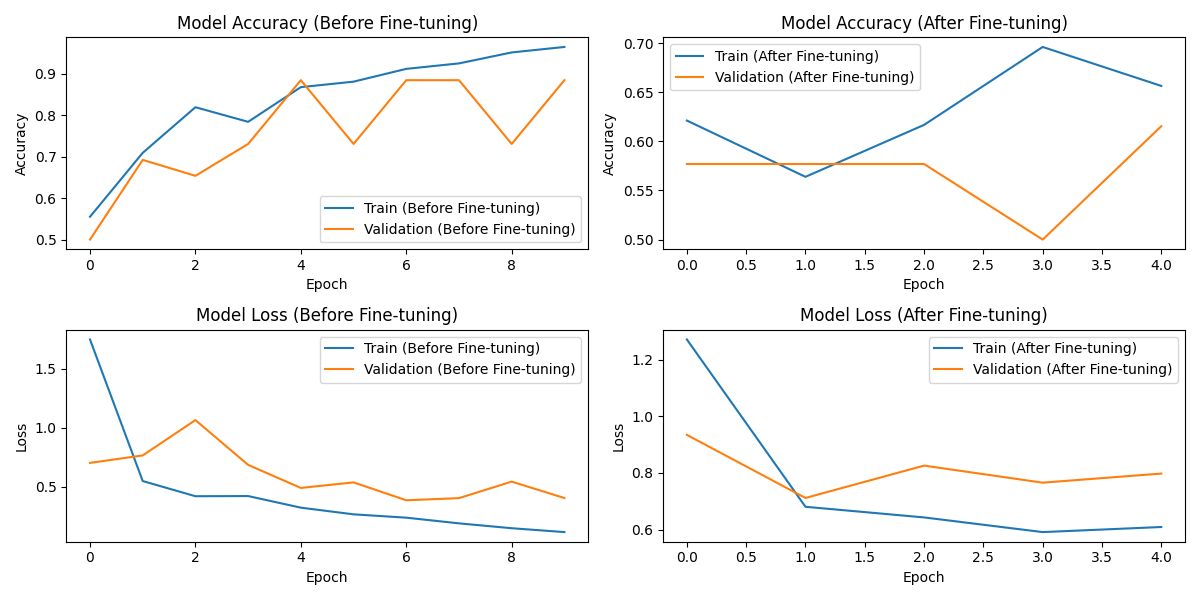 Model Accuracy (Before Fine-tuning)
Accuracy
0.9
0.8
0.7
0.6
0.5
Train (Before Fine-tuning)
Validation (Before Fine-tuning)
0 2 4 6 8
Epoch
Model Accuracy (After Fine-tuning)
Accuracy
0.70
0.65
0.60
0.55
0.50
Train (After Fine-tuning)
Validation (After Fine-tuning)
0.0 0.5 1.0 1.5 2.0 2.5 3.0 3.5 4.0
Epoch
Model Loss (Before Fine-tuning)
Loss
1.5
1.0
0.5
Train (Before Fine-tuning)
Validation (Before Fine-tuning)
0 2 4 6 8
Epoch
Model Loss (After Fine-tuning)
Loss
1.2
1.0
0.8
0.6
Train (After Fine-tuning)
Validation (After Fine-tuning)
0.0 0.5 1.0 1.5 2.0 2.5 3.0 3.5 4.0
Epoch